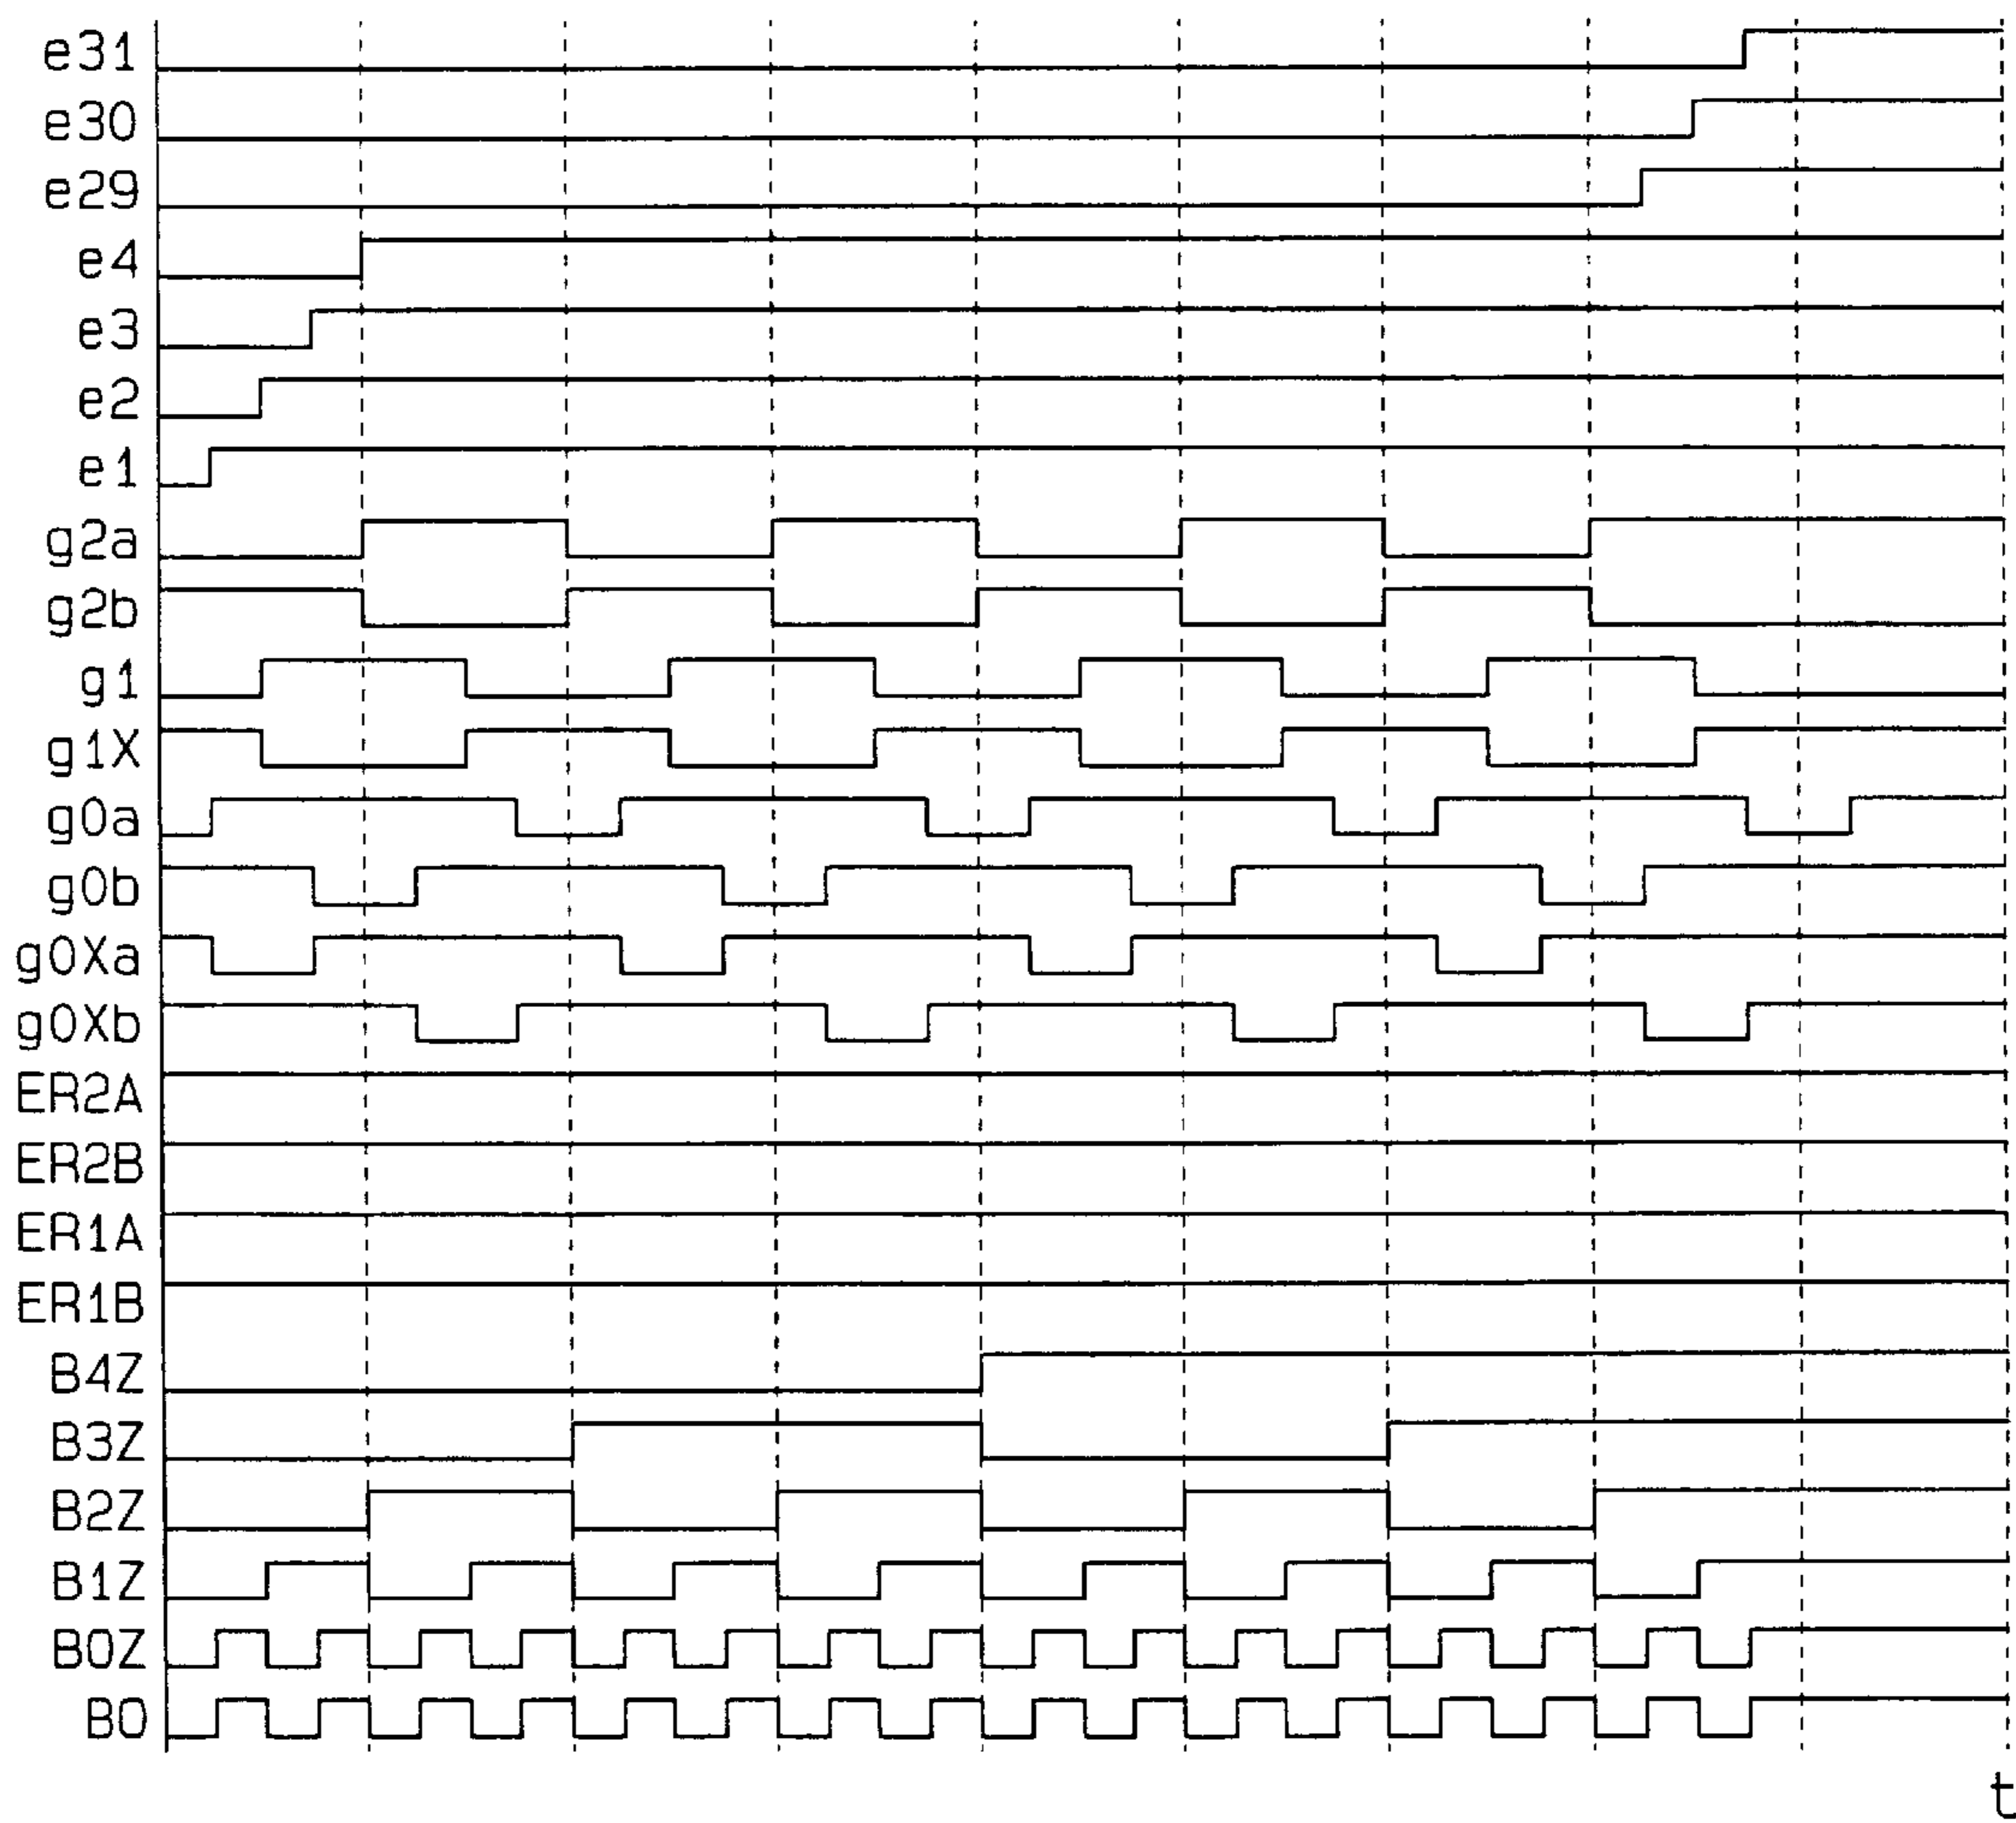 e31
e30
e29
e4
e3
e2
e1
g2a
g2b
g1
g1X
g0a
g0b
g0Xa
g0Xb
ER2A
ER2B
ER1A
ER1B
B4Z
B3Z
B2Z
B1Z
B0Z
B0
t